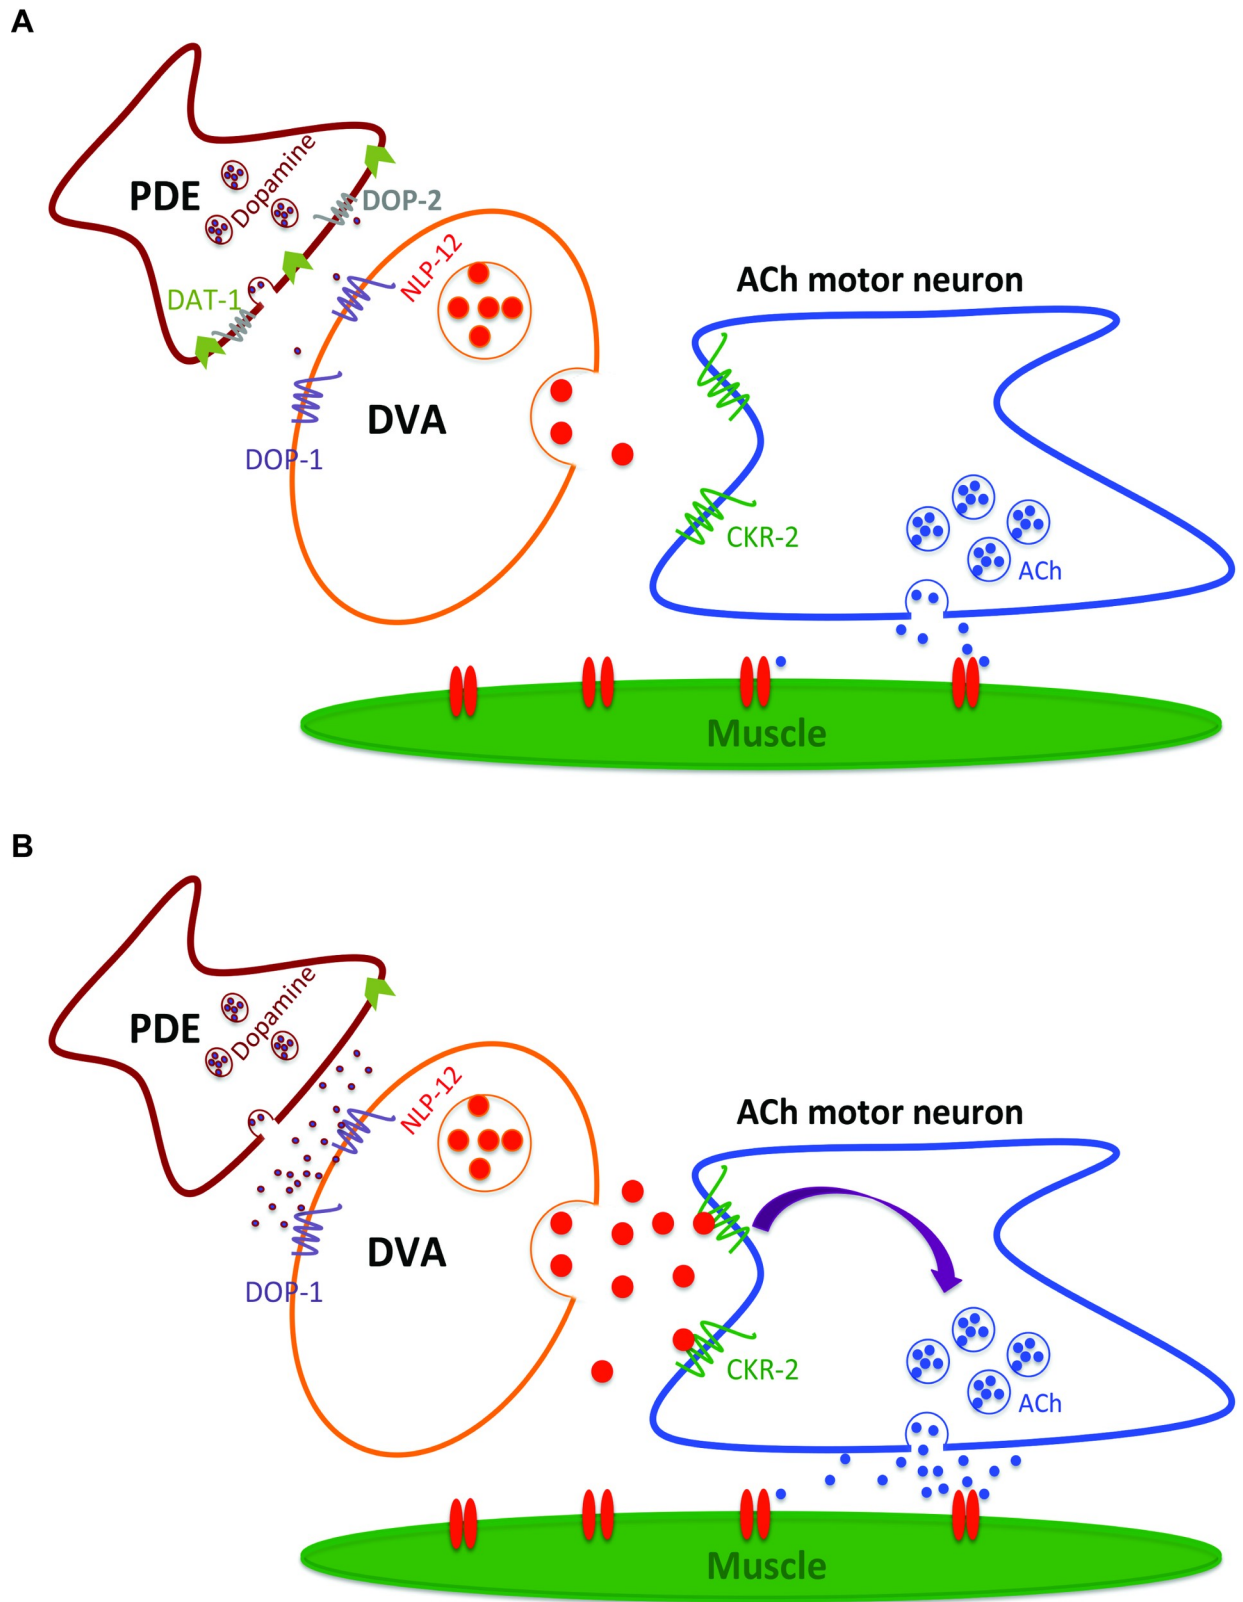 A
PDE
Dopamine
DOP-2
NLP-12
DAT-1
ACh motor neuron
DVA
DOP-1
CKR-2
ACh
Muscle
B
PDE
Dopamine
NLP-12
ACh motor neuron
DVA
DOP-1
CKR-2
ACh
Muscle